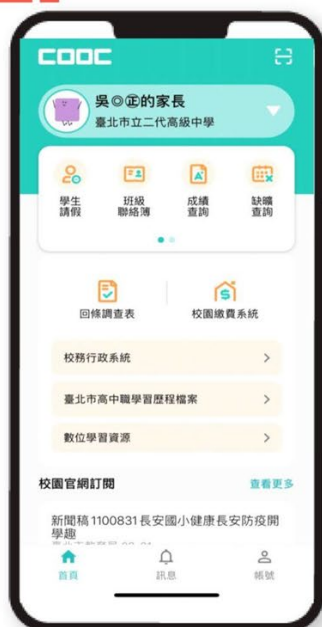 COOC
吳◎㊣的家長
臺北市立二代高級中學
學生
請假
班級
聯絡簿
成績
查詢
缺曠
查詢
回條調查表
校園繳費系統
校務行政系統
臺北市高中職學習歷程檔案
數位學習資源
校園官網訂閱
查看更多
新聞稿1100831長安國小健康長安防疫開
學趣
首頁
訊息
帳號